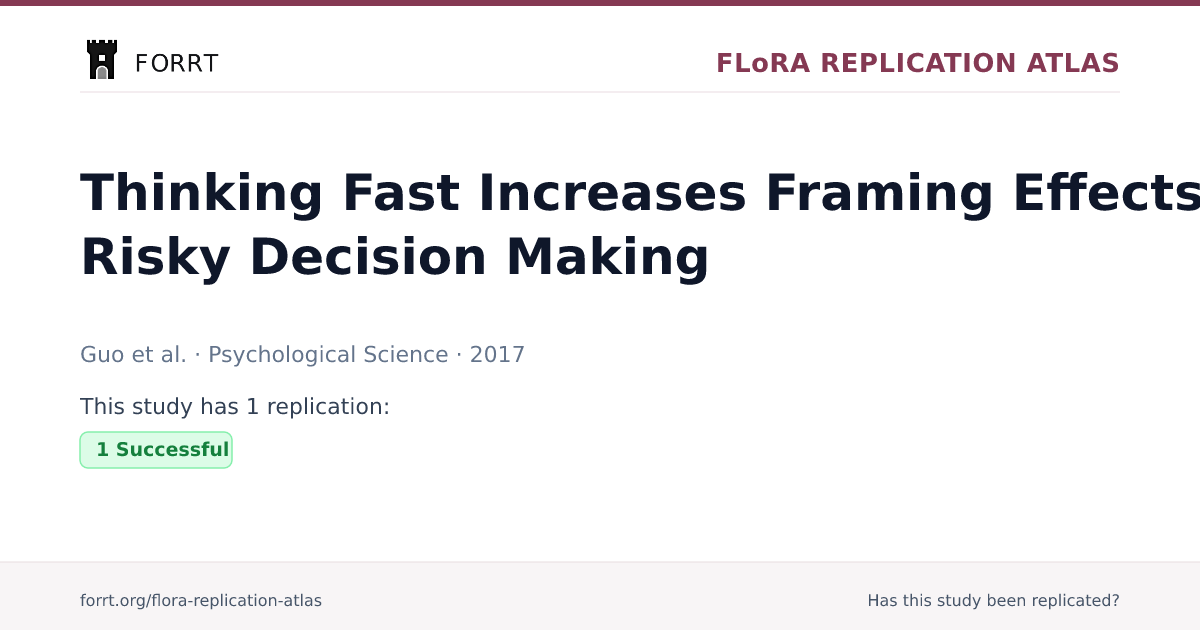 FORRT
FLoRA REPLICATION ATLAS
Thinking Fast Increases Framing Effects
Risky Decision Making
Guo et al. · Psychological Science · 2017
This study has 1 replication:
1 Successful
forrt.org/flora-replication-atlas
Has this study been replicated?